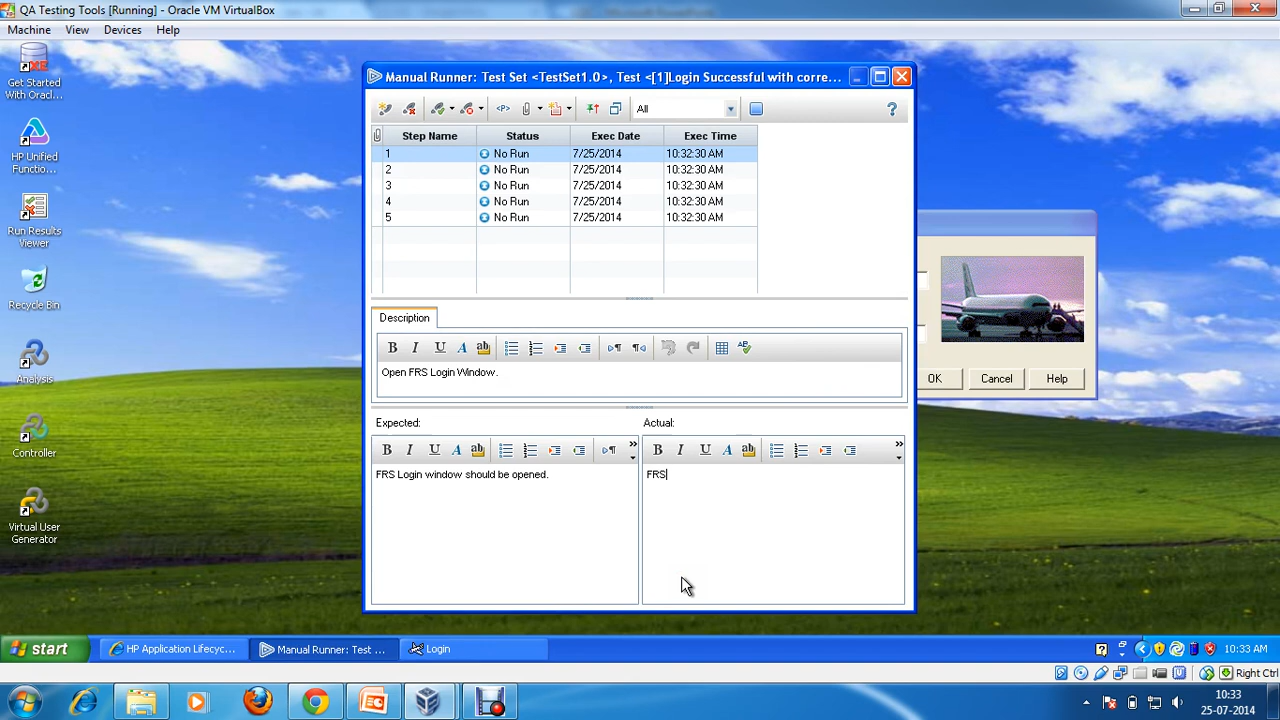 QA Testing Tools [Running] - Oracle VM VirtualBox
Machine View Devices Help
Get Started With Oracl...
HP Unified Functio...
Run Results Viewer
Recycle Bin
Analysis
Controller
Virtual User Generator
Manual Runner: Test Set <TestSet1.0>, Test <[1]Login Successful with corre...
All
Step Name Status Exec Date Exec Time
1 No Run 7/25/2014 10:32:30 AM
2 No Run 7/25/2014 10:32:30 AM
3 No Run 7/25/2014 10:32:30 AM
4 No Run 7/25/2014 10:32:30 AM
5 No Run 7/25/2014 10:32:30 AM
Description
B I U A ab
Open FRS Login Window.
Expected: Actual:
B I U A ab B I U A ab
FRS Login window should be opened. FRS
OK Cancel Help
start HP Application Lifecyc... Manual Runner: Test ... Login 10:33 AM
Right Ctrl
10:33
25-07-2014